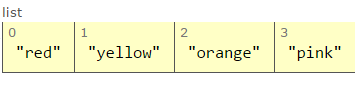 list
0 1 2 3
"red" "yellow" "orange" "pink"